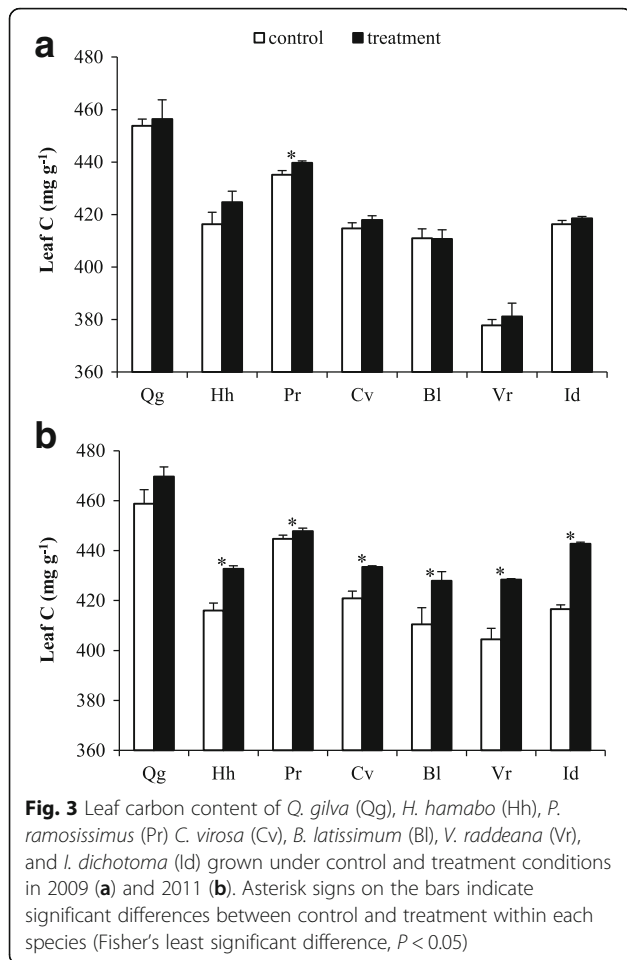 a
control treatment
480
460
440
420
400
380
360
Leaf C (mg g-1)
*
Qg Hh Pr Cv Bl Vr Id
b
480
460
440
420
400
380
360
Leaf C (mg g-1)
* * * * * *
Qg Hh Pr Cv Bl Vr Id
Fig. 3 Leaf carbon content of Q. gilva (Qg), H. hamabo (Hh), P.
ramosissimus (Pr) C. virosa (Cv), B. latissimum (Bl), V. raddeana (Vr),
and I. dichotoma (Id) grown under control and treatment conditions
in 2009 (a) and 2011 (b). Asterisk signs on the bars indicate
significant differences between control and treatment within each
species (Fisher's least significant difference, P < 0.05)